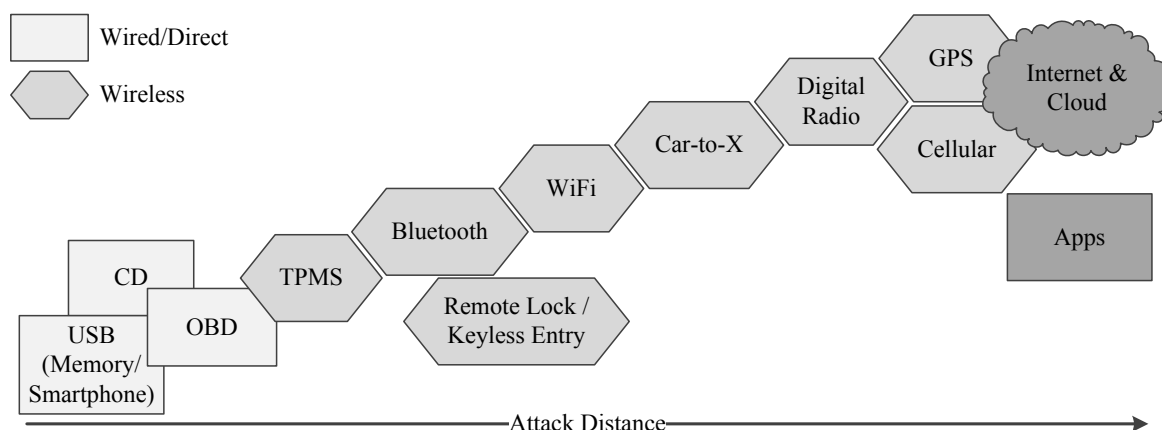 Wired/Direct
Wireless
CD
USB
(Memory/
Smartphone)
OBD
TPMS
Bluetooth
Remote Lock /
Keyless Entry
WiFi
Car-to-X
Digital
Radio
GPS
Cellular
Internet &
Cloud
Apps
Attack Distance